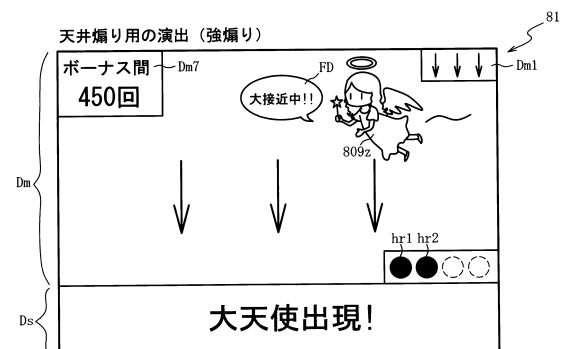 天井煽り用の演出（強煽り）
81
ボーナス間
450回
Dm7
FD
大接近中!!
Dm1
809z
Dm
hr1 hr2
Ds
大天使出現!